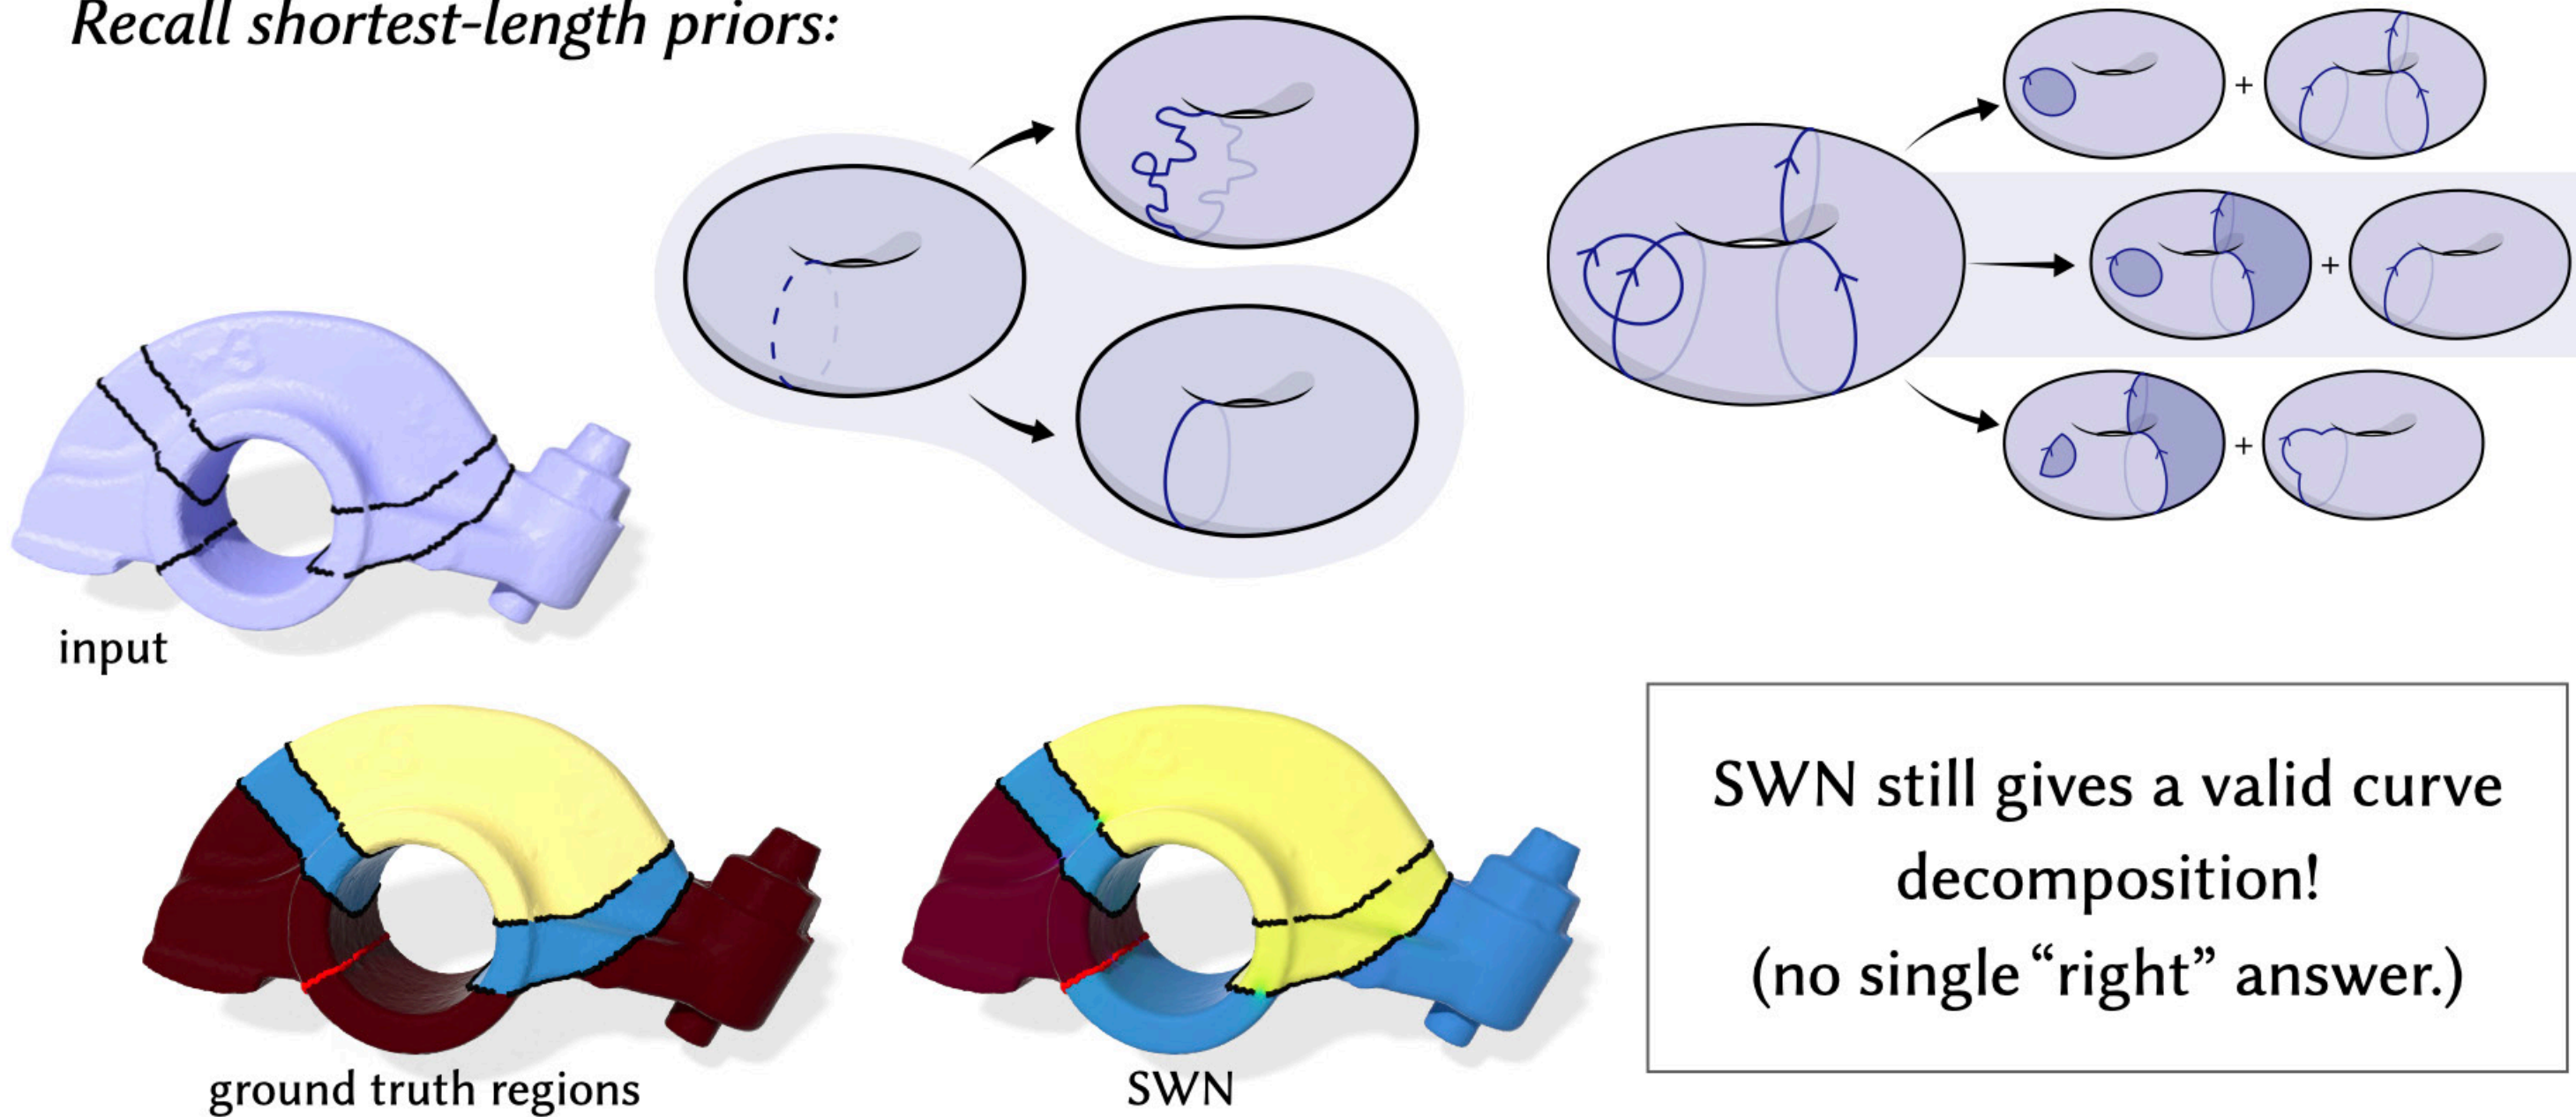 Recall shortest-length priors:
+
+
+
input
ground truth regions
SWN
SWN still gives a valid curve
decomposition!
(no single “right” answer.)